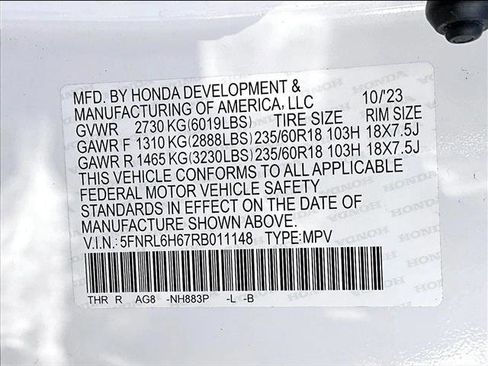 MFD. BY HONDA DEVELOPMENT &
MANUFACTURING OF AMERICA, LLC 10/'23
GVWR 2730 KG(6019LBS) TIRE SIZE RIM SIZE
GAWR F 1310 KG(2888LBS) 235/60R18 103H 18X7.5J
GAWR R 1465 KG(3230LBS) 235/60R18 103H 18X7.5J
THIS VEHICLE CONFORMS TO ALL APPLICABLE
FEDERAL MOTOR VEHICLE SAFETY
STANDARDS IN EFFECT ON THE DATE OF
MANUFACTURE SHOWN ABOVE.
V.I.N.: 5FNRL6H67RB011148 TYPE: MPV
THR R AG8 -NH883P -L -B